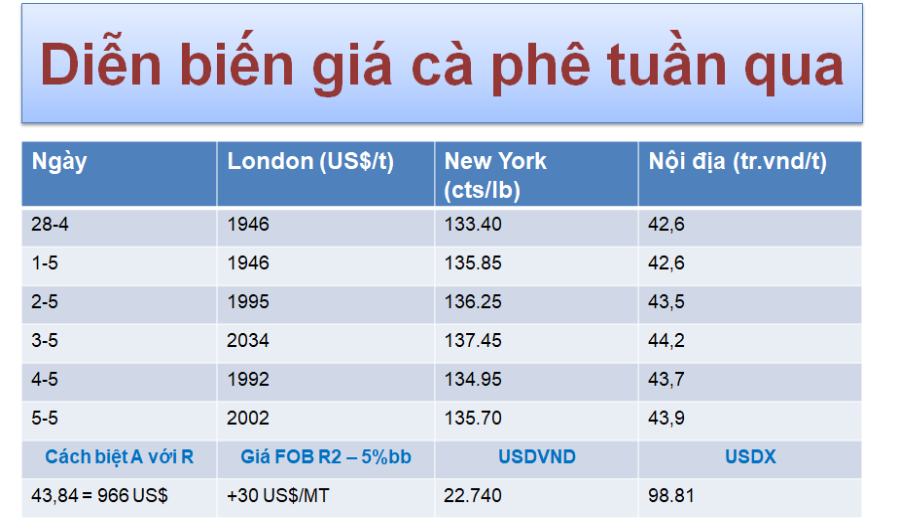 Diễn biến giá cà phê tuần qua
Ngày London (US$/t) New York (cts/lb) Nội địa (tr.vnd/t)
28-4 1946 133.40 42,6
1-5 1946 135.85 42,6
2-5 1995 136.25 43,5
3-5 2034 137.45 44,2
4-5 1992 134.95 43,7
5-5 2002 135.70 43,9
Cách biệt A với R Giá FOB R2 – 5%bb USDVND USDX
43,84 = 966 US$ +30 US$/MT 22.740 98.81